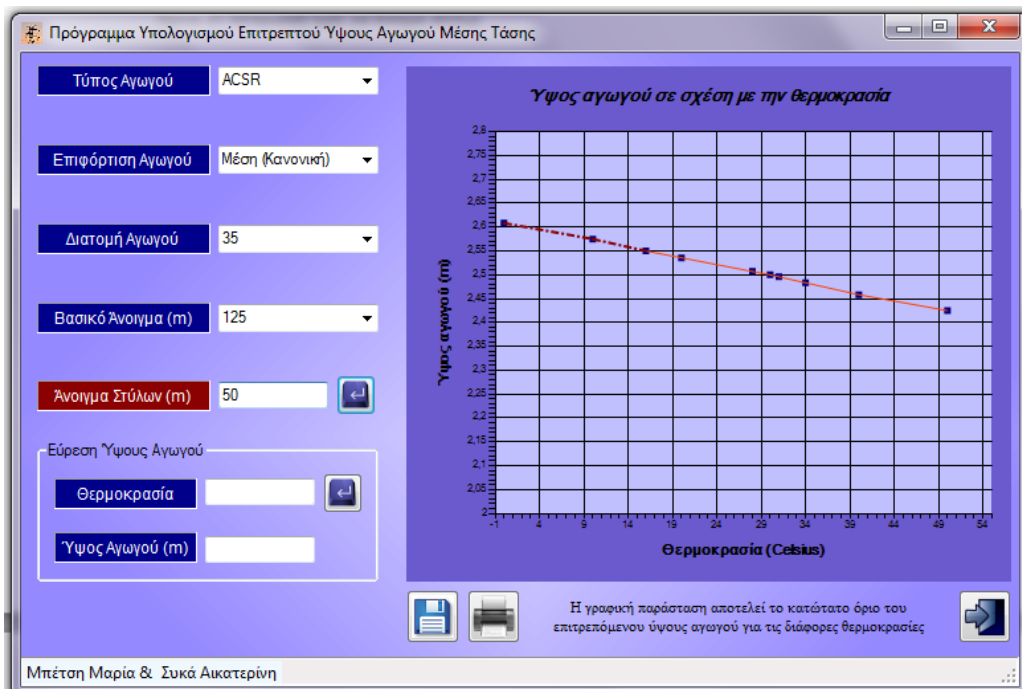 Πρόγραμμα Υπολογισμού Επιτρεπτού Ύψους Αγωγού Μέσης Τάσης
Τύπος Αγωγού ACSR
Επιφόρτιση Αγωγού Μέση (Κανονική)
Διατομή Αγωγού 35
Βασικό Άνοιγμα (m) 125
Άνοιγμα Στύλων (m) 50
Εύρεση Ύψους Αγωγού
Θερμοκρασία
Ύψος Αγωγού (m)
Ύψος αγωγού σε σχέση με την θερμοκρασία
Ύψος αγωγού (m)
2,8
2,75
2,7
2,65
2,6
2,55
2,5
2,45
2,4
2,35
2,3
2,25
2,2
2,15
2,1
2,05
2
-1 4 9 14 19 24 29 34 39 44 49 54
Θερμοκρασία (Celsius)
Η γραφική παράσταση αποτελεί το κατώτατο όριο του
επιτρεπόμενου ύψους αγωγού για τις διάφορες θερμοκρασίες
Μπέτση Μαρία & Συκά Αικατερίνη